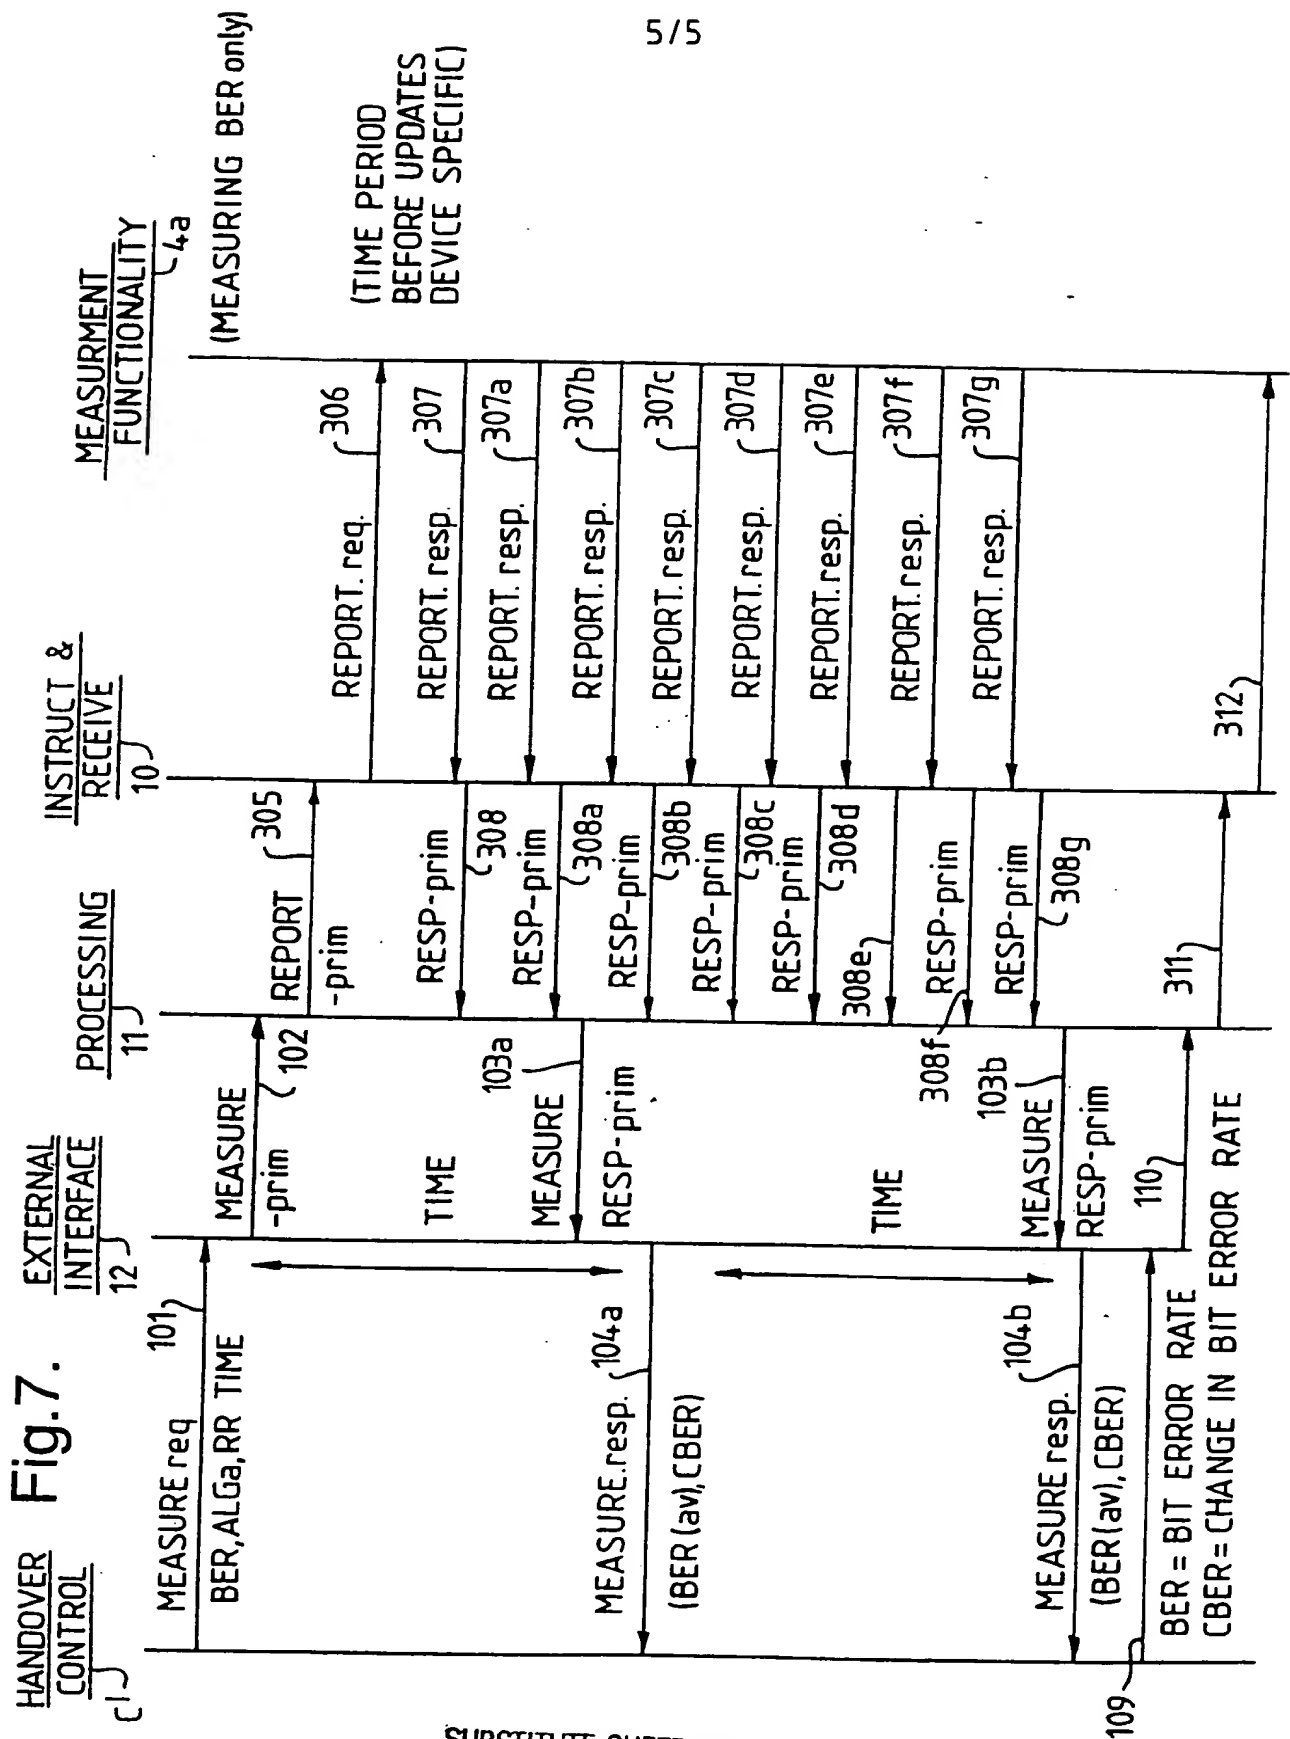 5/5
Fig.7.
HANDOVER
CONTROL
C1
EXTERNAL
INTERFACE
12
PROCESSING
11
INSTRUCT &
RECEIVE
10
MEASURMENT
FUNCTIONALITY
4a
(MEASURING BER only)
(TIME PERIOD
BEFORE UPDATES
DEVICE SPECIFIC)
MEASURE req
101
BER,ALGa,RR TIME
MEASURE
-prim
102
REPORT
-prim
305
REPORT. req.
306
REPORT. resp.
307
REPORT. resp.
307a
REPORT. resp.
307b
REPORT. resp.
307c
REPORT. resp.
307d
REPORT. resp.
307e
REPORT. resp.
307f
REPORT. resp.
307g
RESP-prim
308
RESP-prim
308a
RESP-prim
308b
RESP-prim
308c
RESP-prim
308d
308e
RESP-prim
308f
RESP-prim
308g
TIME
MEASURE
103a
RESP-prim
MEASURE.resp.
104a
(BER (av), CBER)
TIME
MEASURE
103b
RESP-prim
MEASURE resp.
104b
(BER(av), CBER)
109
110
311
312
BER = BIT ERROR RATE
CBER = CHANGE IN BIT ERROR RATE